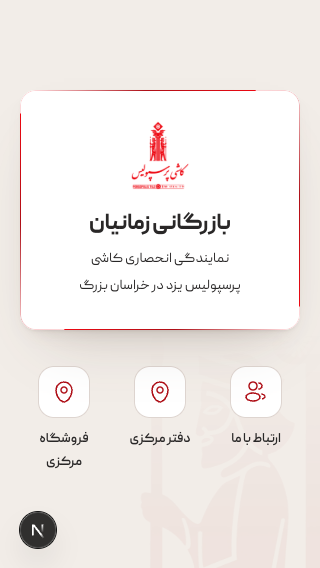 کاشی پرسپولیس
بازرگانی زمانیان
نمایندگی انحصاری کاشی
پرسپولیس یزد در خراسان بزرگ
ارتباط با ما
دفتر مرکزی
فروشگاه
مرکزی
N